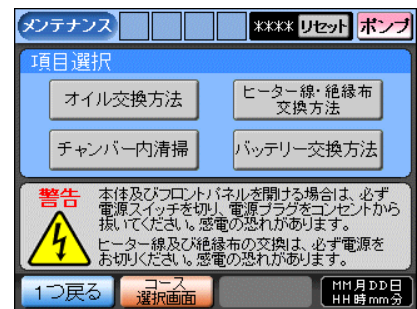 メンテナンス
**** リセット ポンプ
項目選択
オイル交換方法
ヒーター線・絶縁布
交換方法
チャンバー内清掃
バッテリー交換方法
警告
本体及びフロントパネルを開ける場合は、必ず
電源スイッチを切り、電源プラグをコンセントから
抜いてください。感電の恐れがあります。
ヒーター線及び絶縁布の交換は、必ず電源を
お切りください。感電の恐れがあります。
1つ戻る
コース
選択画面
MM月DD日
HH時mm分